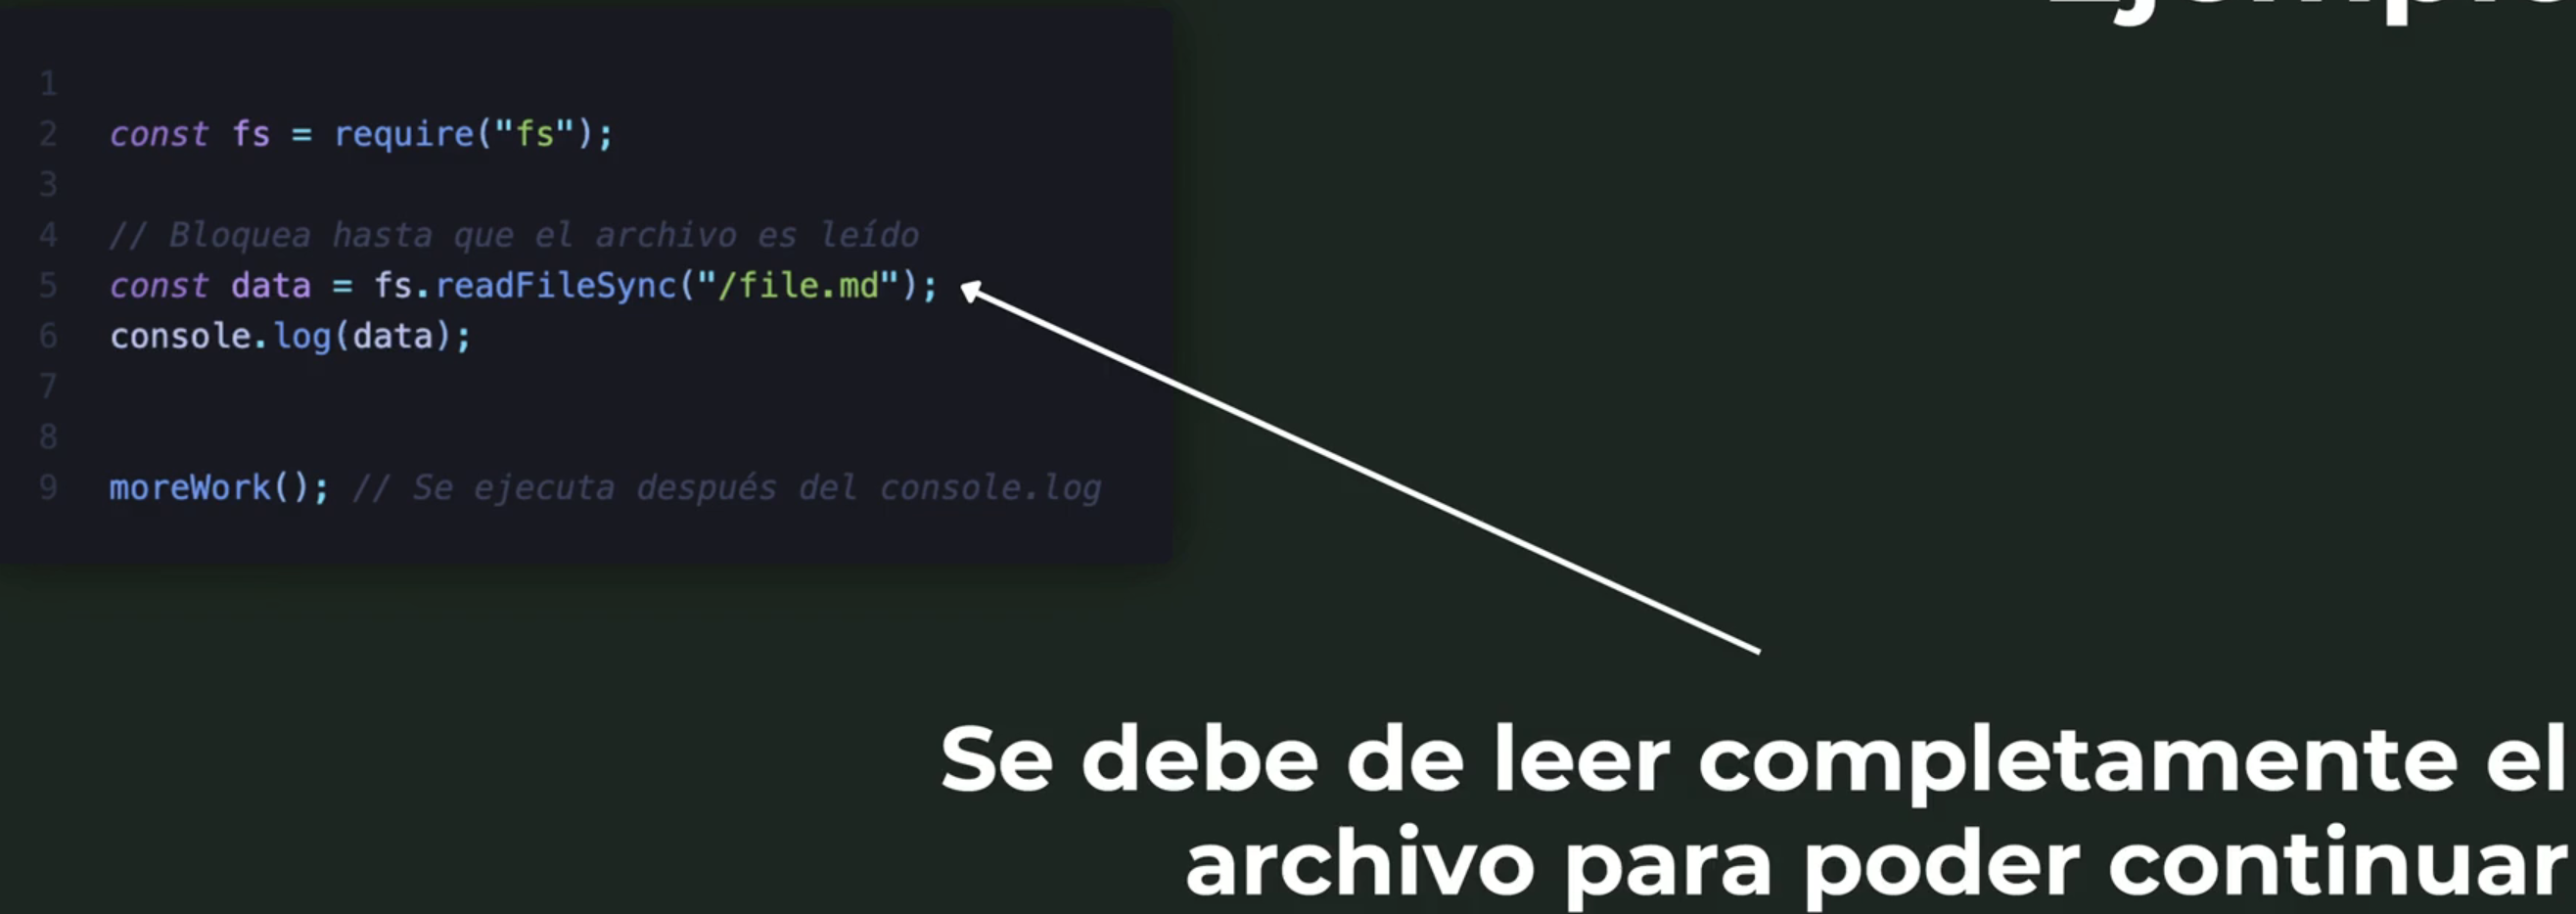 Ejemplo
1
2 const fs = require("fs");
3
4 // Bloquea hasta que el archivo es leído
5 const data = fs.readFileSync("/file.md");
6 console.log(data);
7
8
9 moreWork(); // Se ejecuta después del console.log
Se debe de leer completamente el
archivo para poder continuar